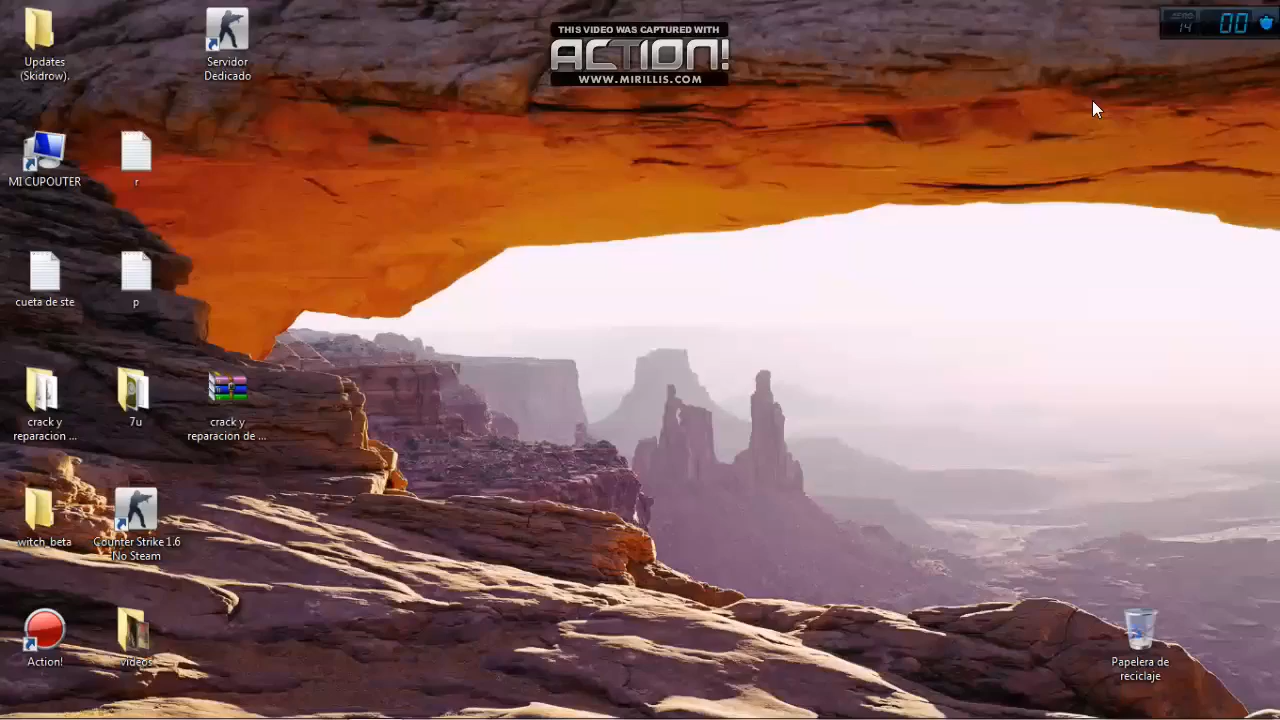 Updates
(Skidrow).
Servidor
Dedicado
THIS VIDEO WAS CAPTURED WITH
ACTION!
WWW.MIRILLIS.COM
14
00
MI CUPOUTER
r
cueta de ste
p
crack y
reparacion ...
7u
crack y
reparacion de ...
witch_beta
Counter Strike 1.6
No Steam
Action!
videos
Papelera de
reciclaje